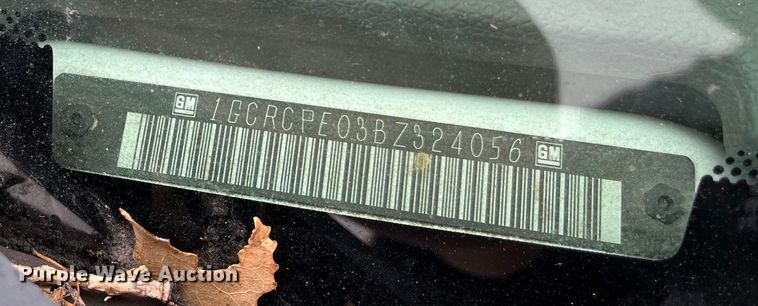 GM 1GCRCPE03BZ324056 GM
Purple Wave Auction